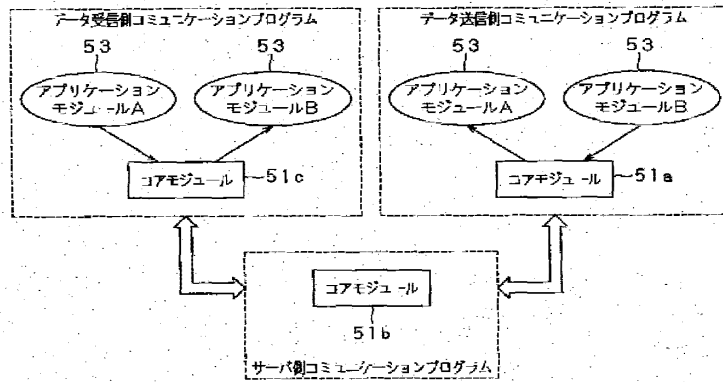 データ受信側コミュニケーションプログラム
データ送信側コミュニケーションプログラム
53
53
53
53
アプリケーション
モジュールA
アプリケーション
モジュールB
アプリケーション
モジュールA
アプリケーション
モジュールB
コアモジュール
51c
コアモジュール
51a
コアモジュール
51b
サーバ側コミュニケーションプログラム